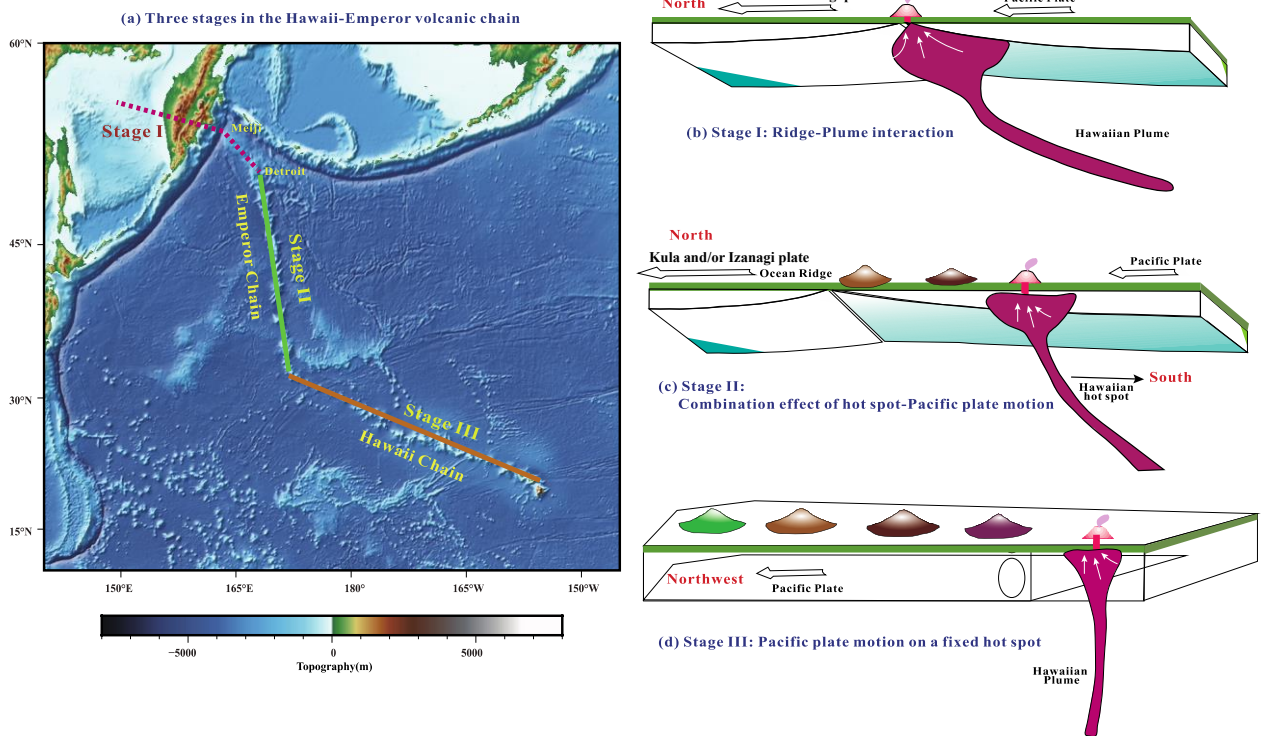 (a) Three stages in the Hawaii-Emperor volcanic chain
60°N
45°N
30°N
15°N
150°E
165°E
180°
165°W
150°W
Stage I
Meiji
Detroit
Emperor Chain
Stage II
Stage III
Hawaii Chain
−5000
0
5000
Topography(m)
North
Pacific Plate
(b) Stage I: Ridge-Plume interaction
Hawaiian Plume
North
Kula and/or Izanagi plate
Ocean Ridge
Pacific Plate
South
Hawaiian
hot spot
(c) Stage II:
Combination effect of hot spot-Pacific plate motion
Northwest
Pacific Plate
(d) Stage III: Pacific plate motion on a fixed hot spot
Hawaiian
Plume